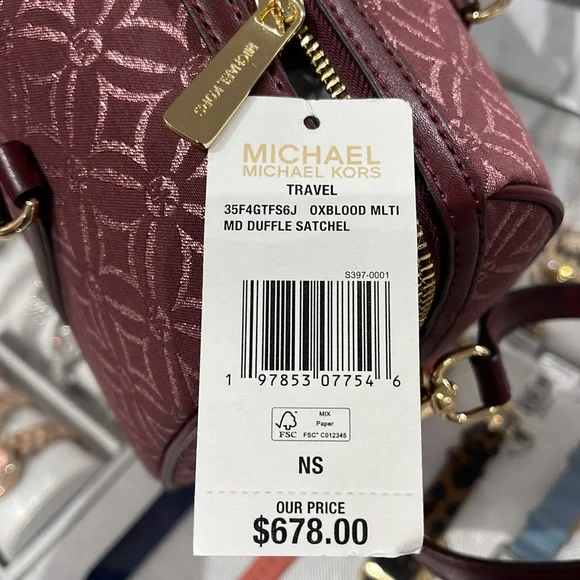 MICHAEL KORS
MICHAEL
MICHAEL KORS
TRAVEL
35F4GTFS6J OXBLOOD MLTI
MD DUFFLE SATCHEL
S397-0001
1 97853 07754 6
FSC
MIX
Paper
FSC® C012345
NS
OUR PRICE
$678.00